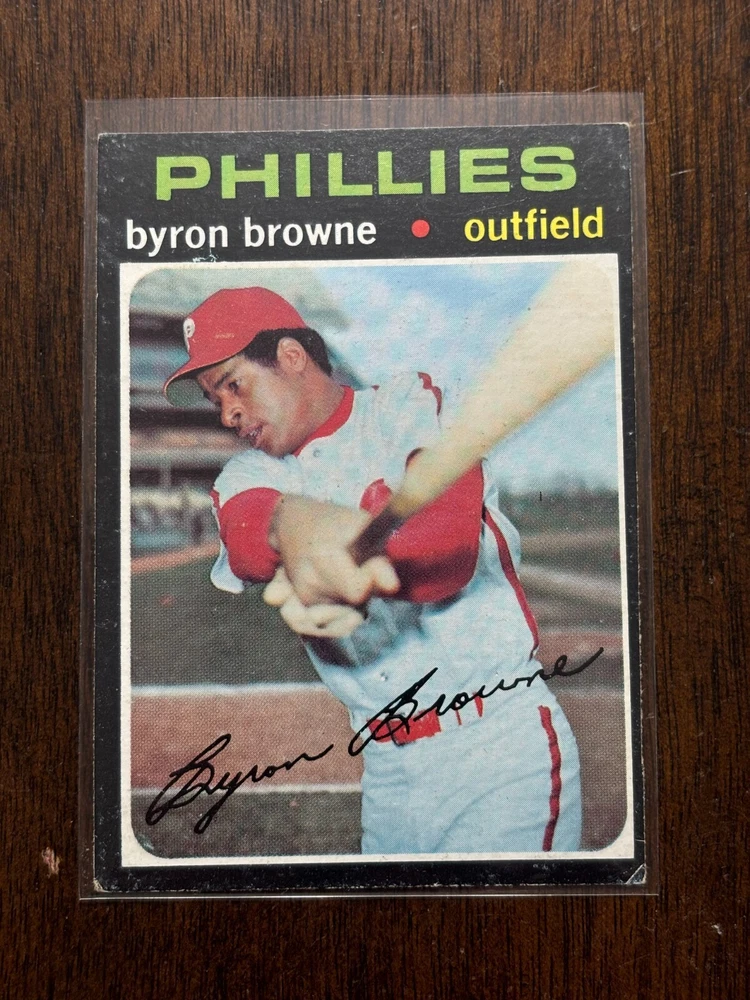 PHILLIES
byron browne • outfield
P
Byron Browne